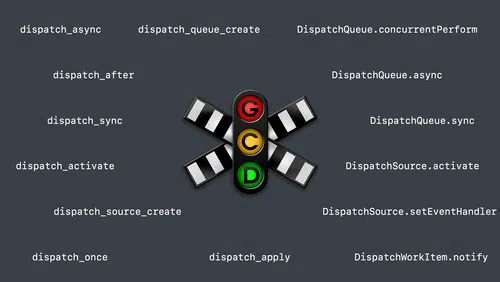 dispatch_async dispatch_queue_create DispatchQueue.concurrentPerform
dispatch_after DispatchQueue.async
G
dispatch_sync DispatchQueue.sync
C
dispatch_activate DispatchSource.activate
D
dispatch_source_create DispatchSource.setEventHandler
dispatch_once dispatch_apply DispatchWorkItem.notify